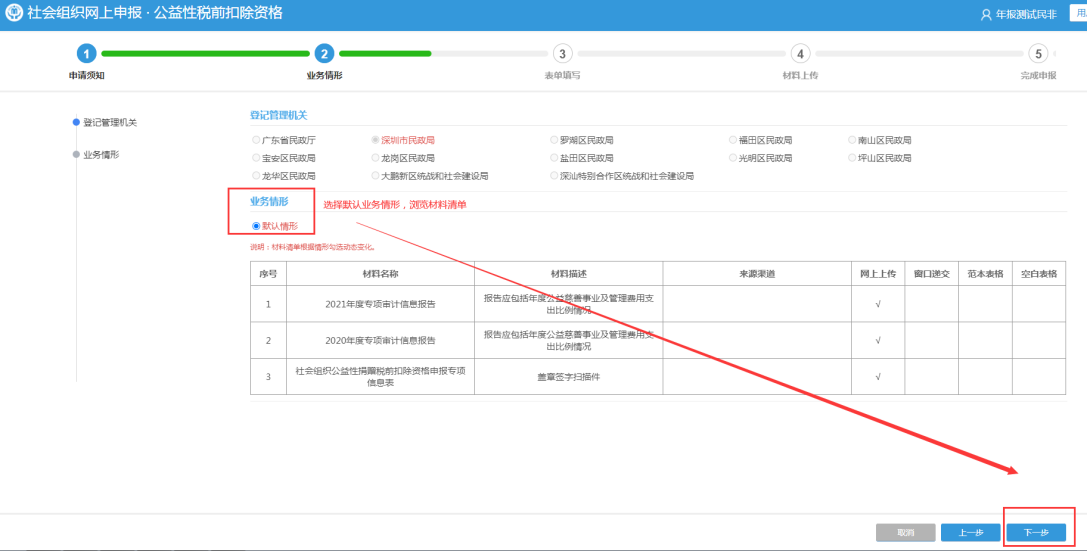 社会组织网上申报 · 公益性税前扣除资格
年报测试民非
用
1 2 3 4 5
申请须知 业务情形 表单填写 材料上传 完成申报
登记管理机关
业务情形
登记管理机关
广东省民政厅 深圳市民政局 罗湖区民政局 福田区民政局 南山区民政局
宝安区民政局 龙岗区民政局 盐田区民政局 光明区民政局 坪山区民政局
龙华区民政局 大鹏新区统战和社会建设局 深汕特别合作区统战和社会建设局
业务情形 选择默认业务情形，浏览材料清单
默认情形
说明：材料清单根据情形勾选动态变化。
序号 材料名称 材料描述 来源渠道 网上上传 窗口递交 范本表格 空白表格
1 2021年度专项审计信息报告 报告应包括年度公益慈善事业及管理费用支
出比例情况 √
2 2020年度专项审计信息报告 报告应包括年度公益慈善事业及管理费用支
出比例情况 √
3 社会组织公益性捐赠税前扣除资格申报专项
信息表 盖章签字扫描件 √
取消 上一步 下一步